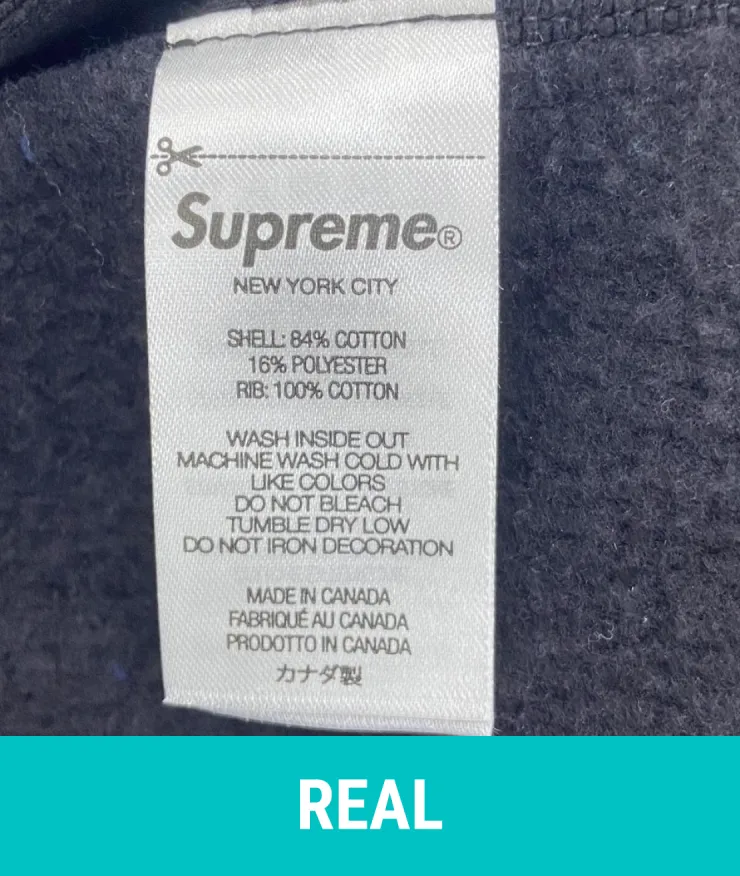 Supreme®
NEW YORK CITY
SHELL: 84% COTTON
16% POLYESTER
RIB: 100% COTTON
WASH INSIDE OUT
MACHINE WASH COLD WITH
LIKE COLORS
DO NOT BLEACH
TUMBLE DRY LOW
DO NOT IRON DECORATION
MADE IN CANADA
FABRIQUÉ AU CANADA
PRODOTTO IN CANADA
カナダ製
REAL